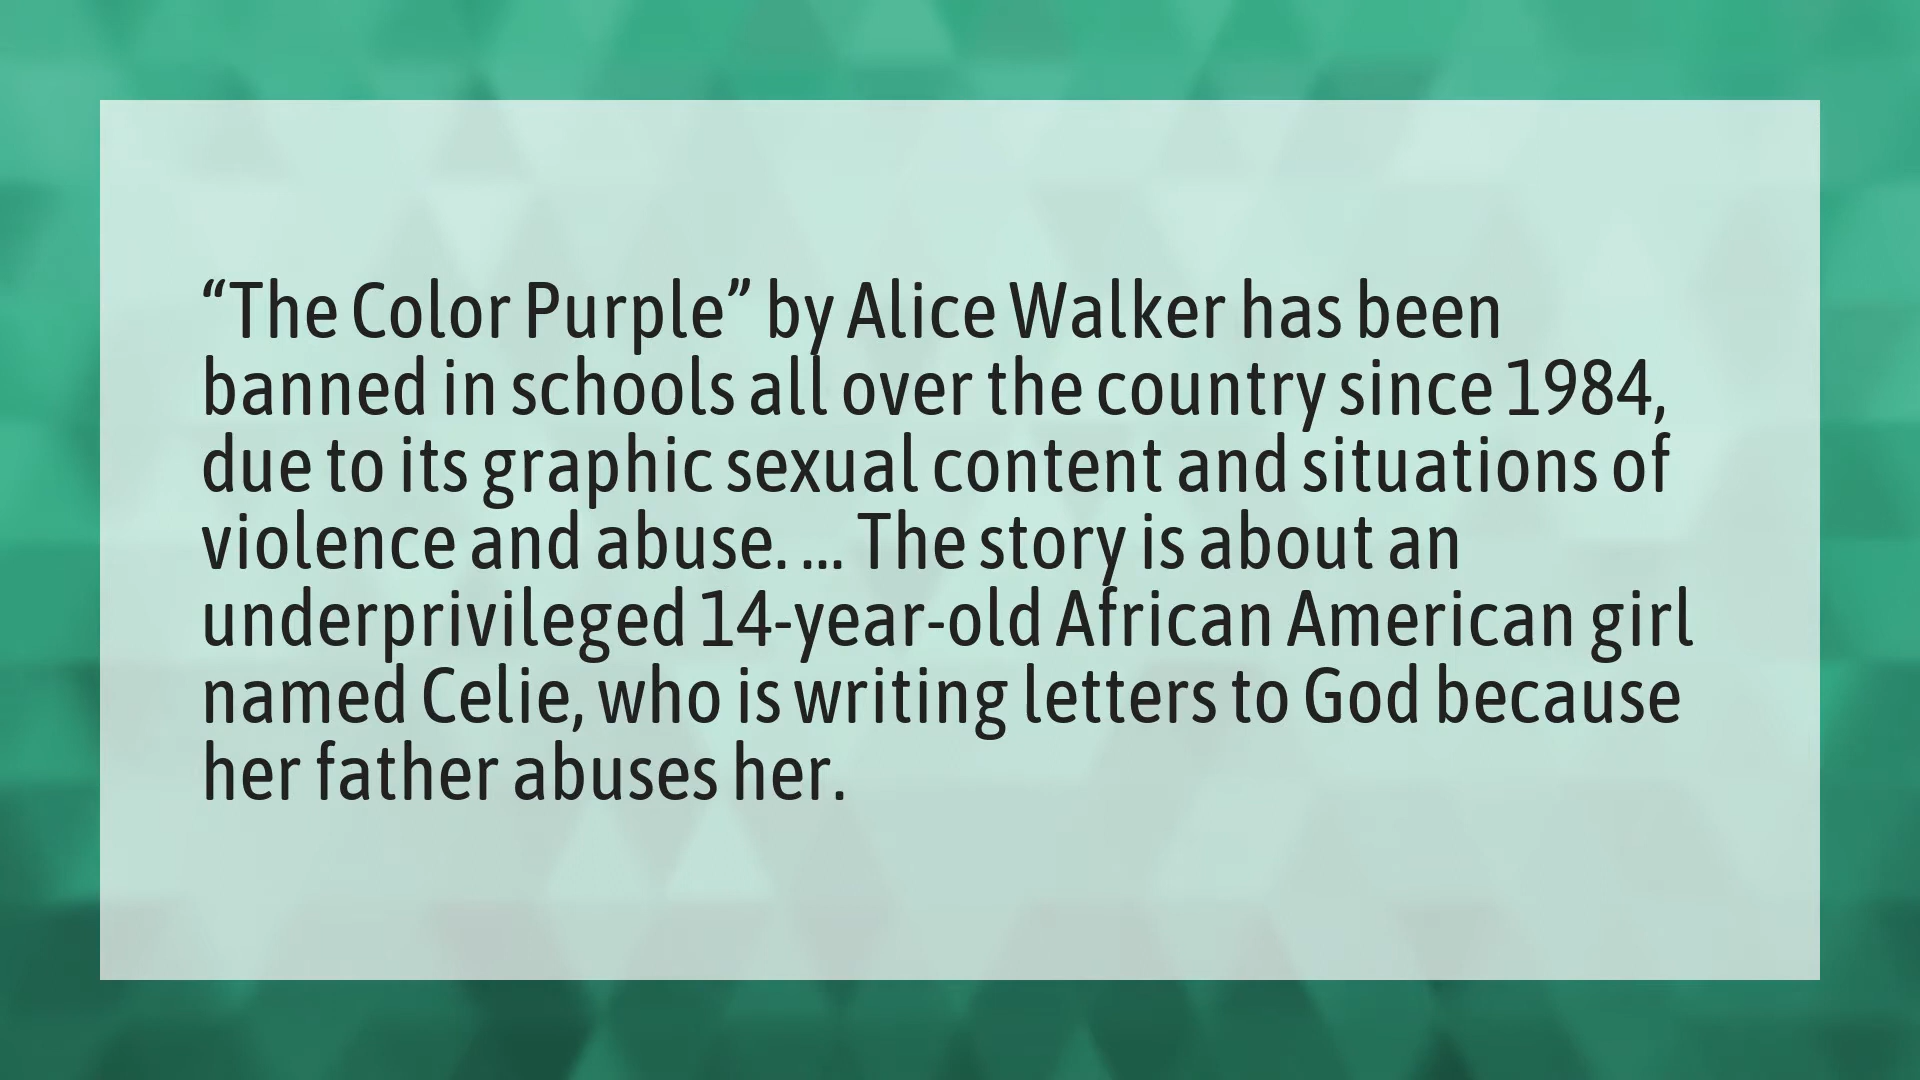 “The Color Purple” by Alice Walker has been
banned in schools all over the country since 1984,
due to its graphic sexual content and situations of
violence and abuse. ... The story is about an
underprivileged 14-year-old African American girl
named Celie, who is writing letters to God because
her father abuses her.